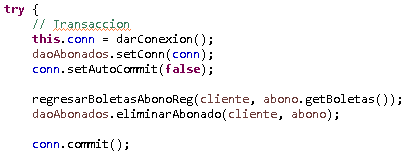 try {
// Transaccion
this.conn = darConexion();
daoAbonados.setConn(conn);
conn.setAutoCommit(false);
regresarBoletasAbonoReg(cliente, abono.getBoletas());
daoAbonados.eliminarAbonado(cliente, abono);
conn.commit();